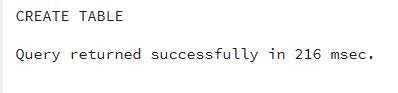 CREATE TABLE
Query returned successfully in 216 msec.